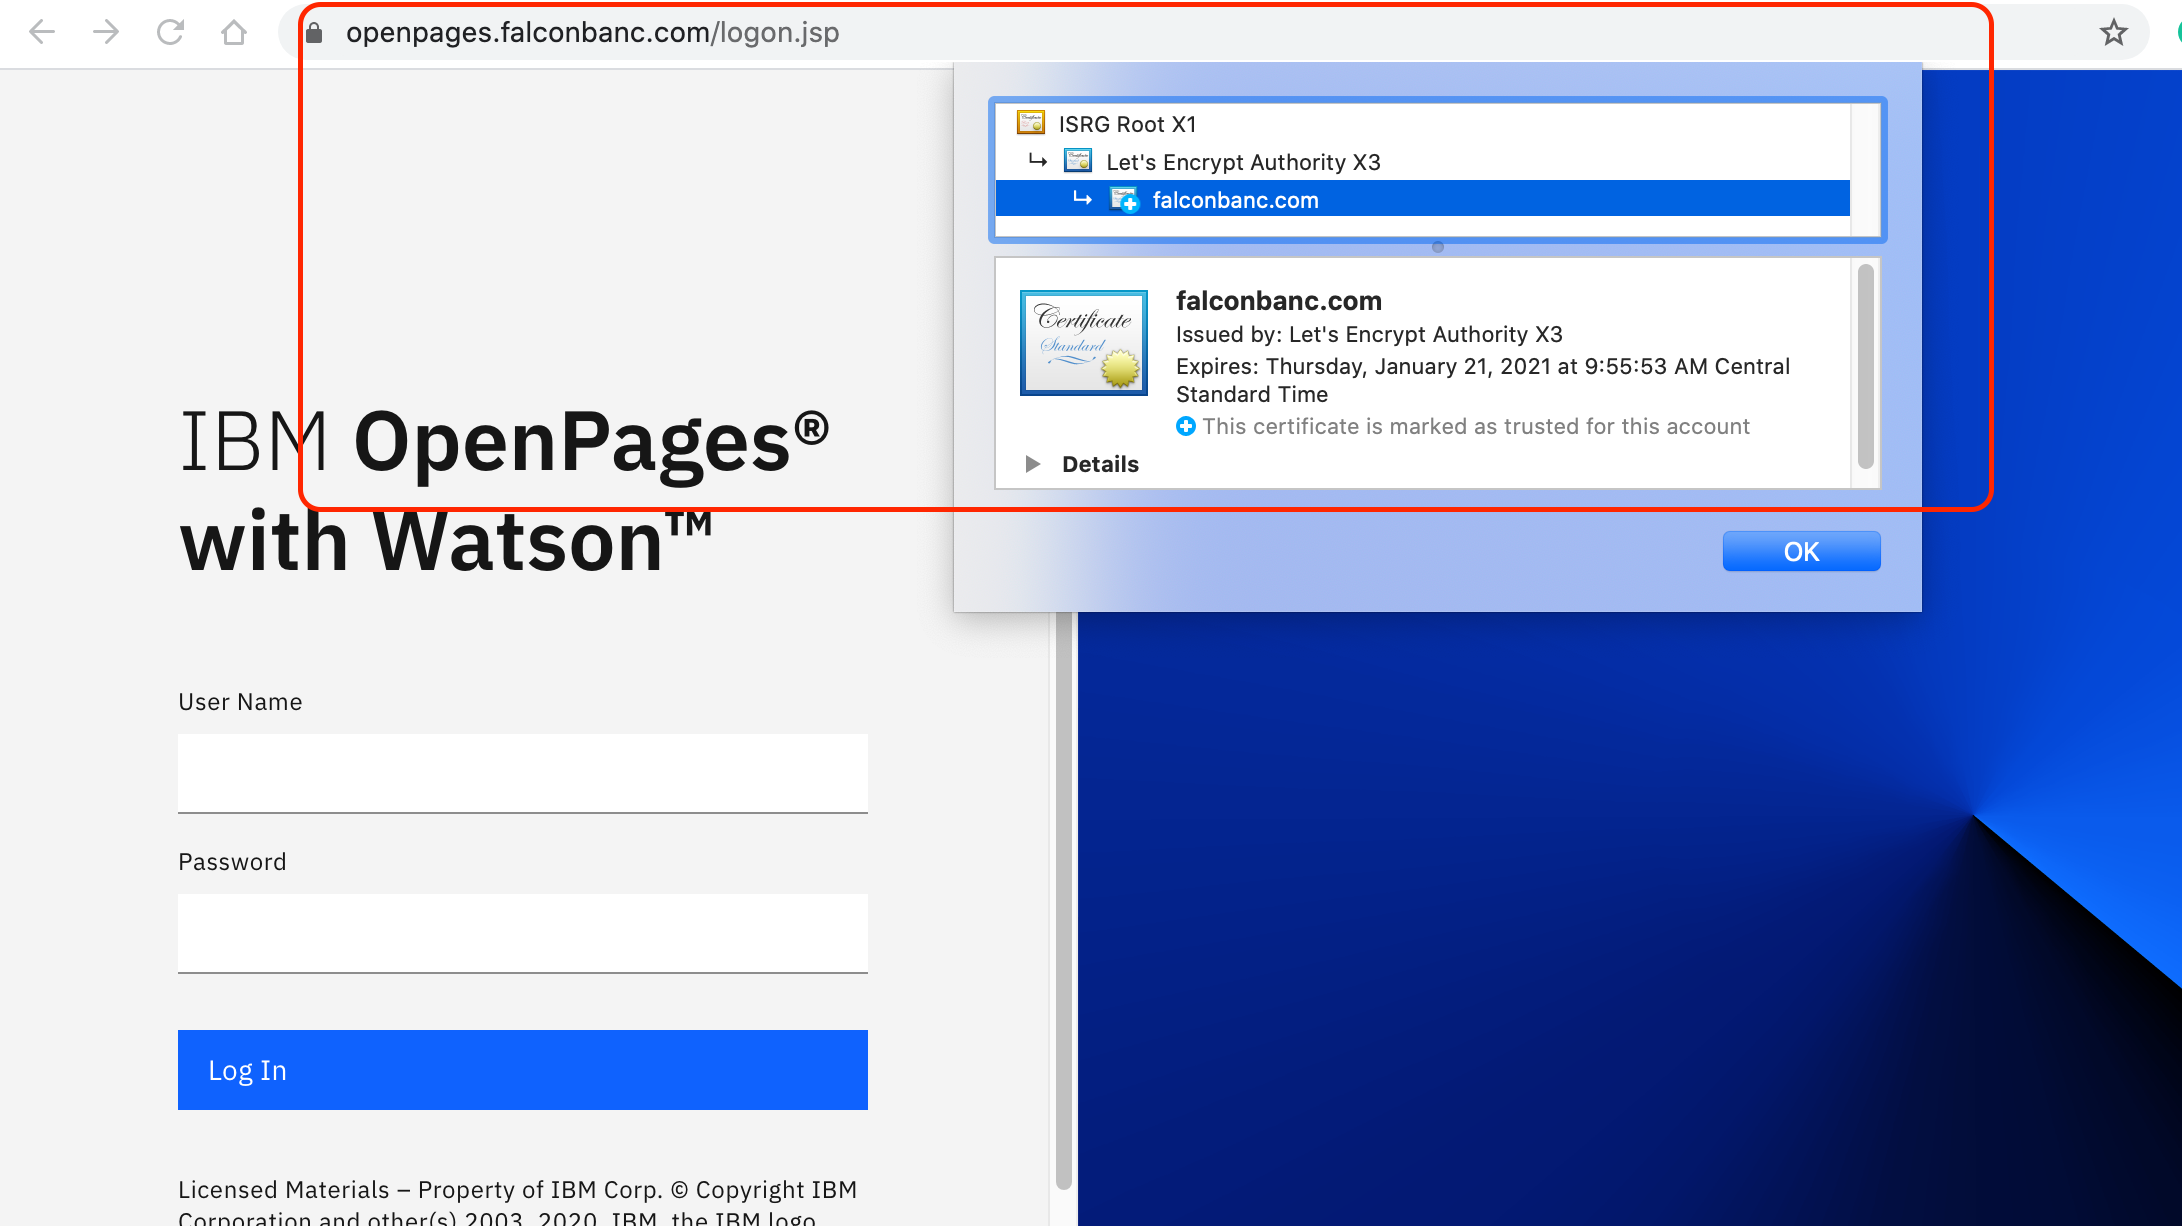 openpages.falconbanc.com/logon.jsp
ISRG Root X1
Let's Encrypt Authority X3
falconbanc.com
Certificate
Standard
falconbanc.com
Issued by: Let's Encrypt Authority X3
Expires: Thursday, January 21, 2021 at 9:55:53 AM Central
Standard Time
This certificate is marked as trusted for this account
Details
OK
IBM OpenPages®
with Watson™
User Name
Password
Log In
Licensed Materials – Property of IBM Corp. © Copyright IBM
Corporation and other(s) 2003, 2020. IBM, the IBM logo,